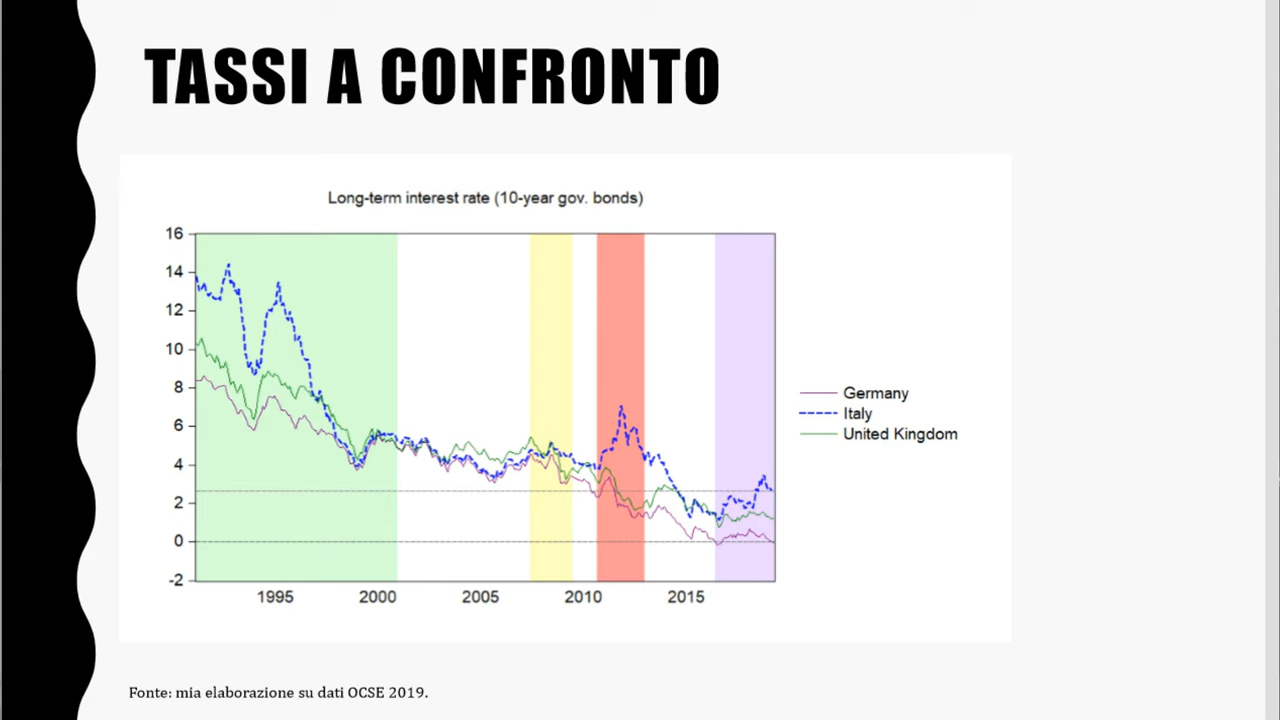 TASSI A CONFRONTO
Long-term interest rate (10-year gov. bonds)
16
14
12
10
8
6
4
2
0
-2
1995 2000 2005 2010 2015
Germany
Italy
United Kingdom
Fonte: mia elaborazione su dati OCSE 2019.